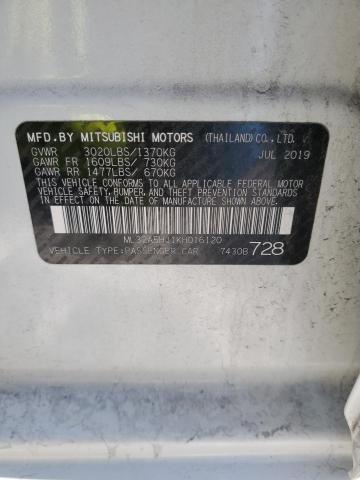 MFD.BY MITSUBISHI MOTORS (THAILAND)CO.,LTD.
GVWR 3020LBS/1370KG JUL 2019
GAWR FR 1609LBS/ 730KG
GAWR RR 1477LBS/ 670KG
THIS VEHICLE CONFORMS TO ALL APPLICABLE FEDERAL MOTOR
VEHICLE SAFETY, BUMPER, AND THEFT PREVENTION STANDARDS
IN EFFECT ON THE DATE OF MANUFACTURE SHOWN ABOVE.
ML32A5HJ1KH016120
VEHICLE TYPE:PASSENGER CAR 7430B 728